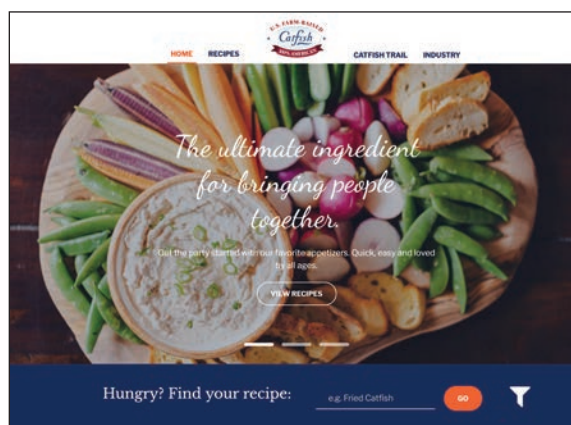 U.S. FARM-RAISED
Catfish
100% AMERICAN
HOME RECIPES CATFISH TRAIL INDUSTRY
The ultimate ingredient
for bringing people
together.
Get the party started with our favorite appetizers. Quick, easy and loved
by all ages.
VIEW RECIPES
Hungry? Find your recipe: e.g. Fried Catfish GO